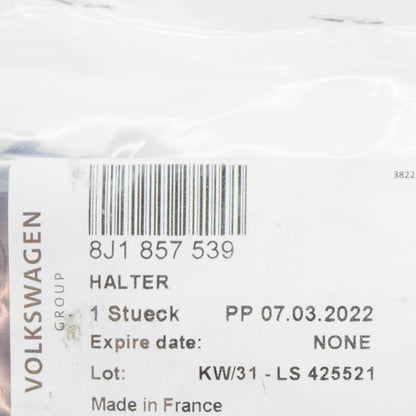 3822
8J1 857 539
HALTER
1 Stueck PP 07.03.2022
Expire date: NONE
Lot: KW/31 - LS 425521
Made in France
VOLKSWAGEN
GROUP